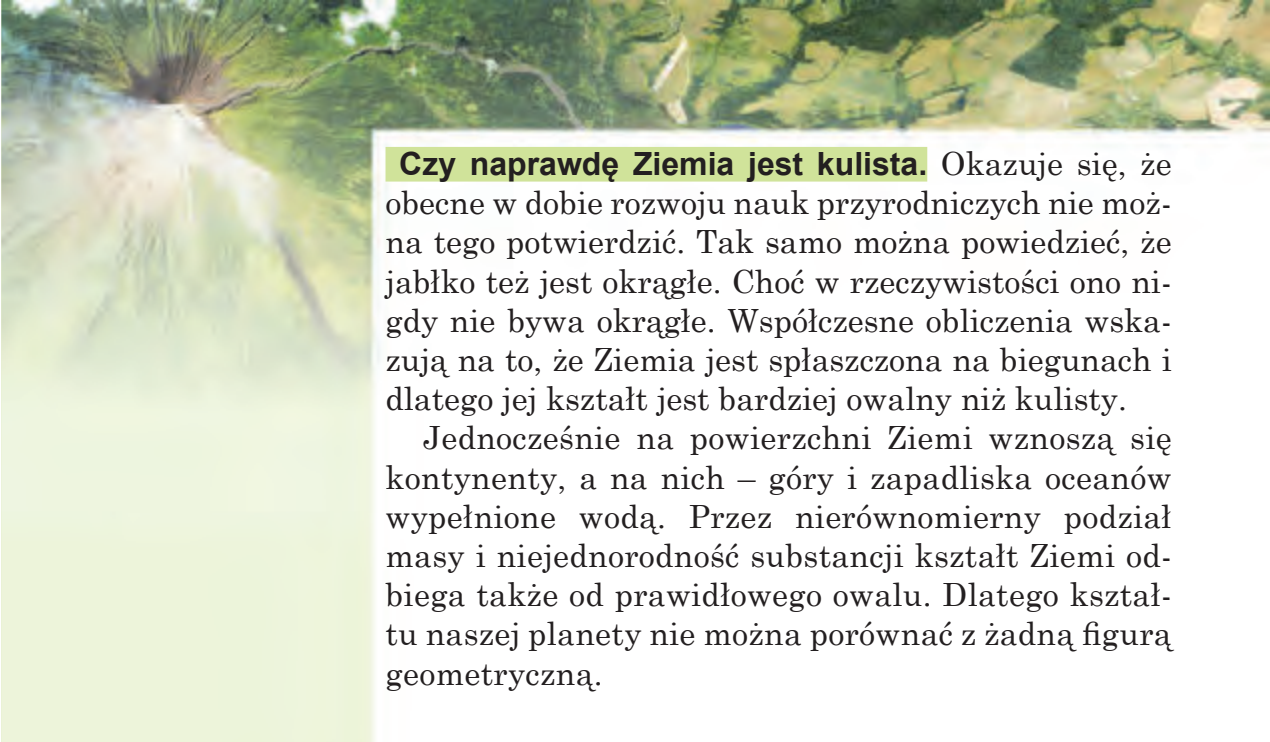 Czy naprawdę Ziemia jest kulista. Okazuje się, że
obecne w dobie rozwoju nauk przyrodniczych nie moż-
na tego potwierdzić. Tak samo można powiedzieć, że
jabłko też jest okrągłe. Choć w rzeczywistości ono ni-
gdy nie bywa okrągłe. Współczesne obliczenia wska-
zują na to, że Ziemia jest spłaszczona na biegunach i
dlatego jej kształt jest bardziej owalny niż kulisty.
Jednocześnie na powierzchni Ziemi wznoszą się
kontynenty, a na nich – góry i zapadliska oceanów
wypełnione wodą. Przez nierównomierny podział
masy i niejednorodność substancji kształt Ziemi od-
biega także od prawidłowego owalu. Dlatego kształ-
tu naszej planety nie można porównać z żadną figurą
geometryczną.